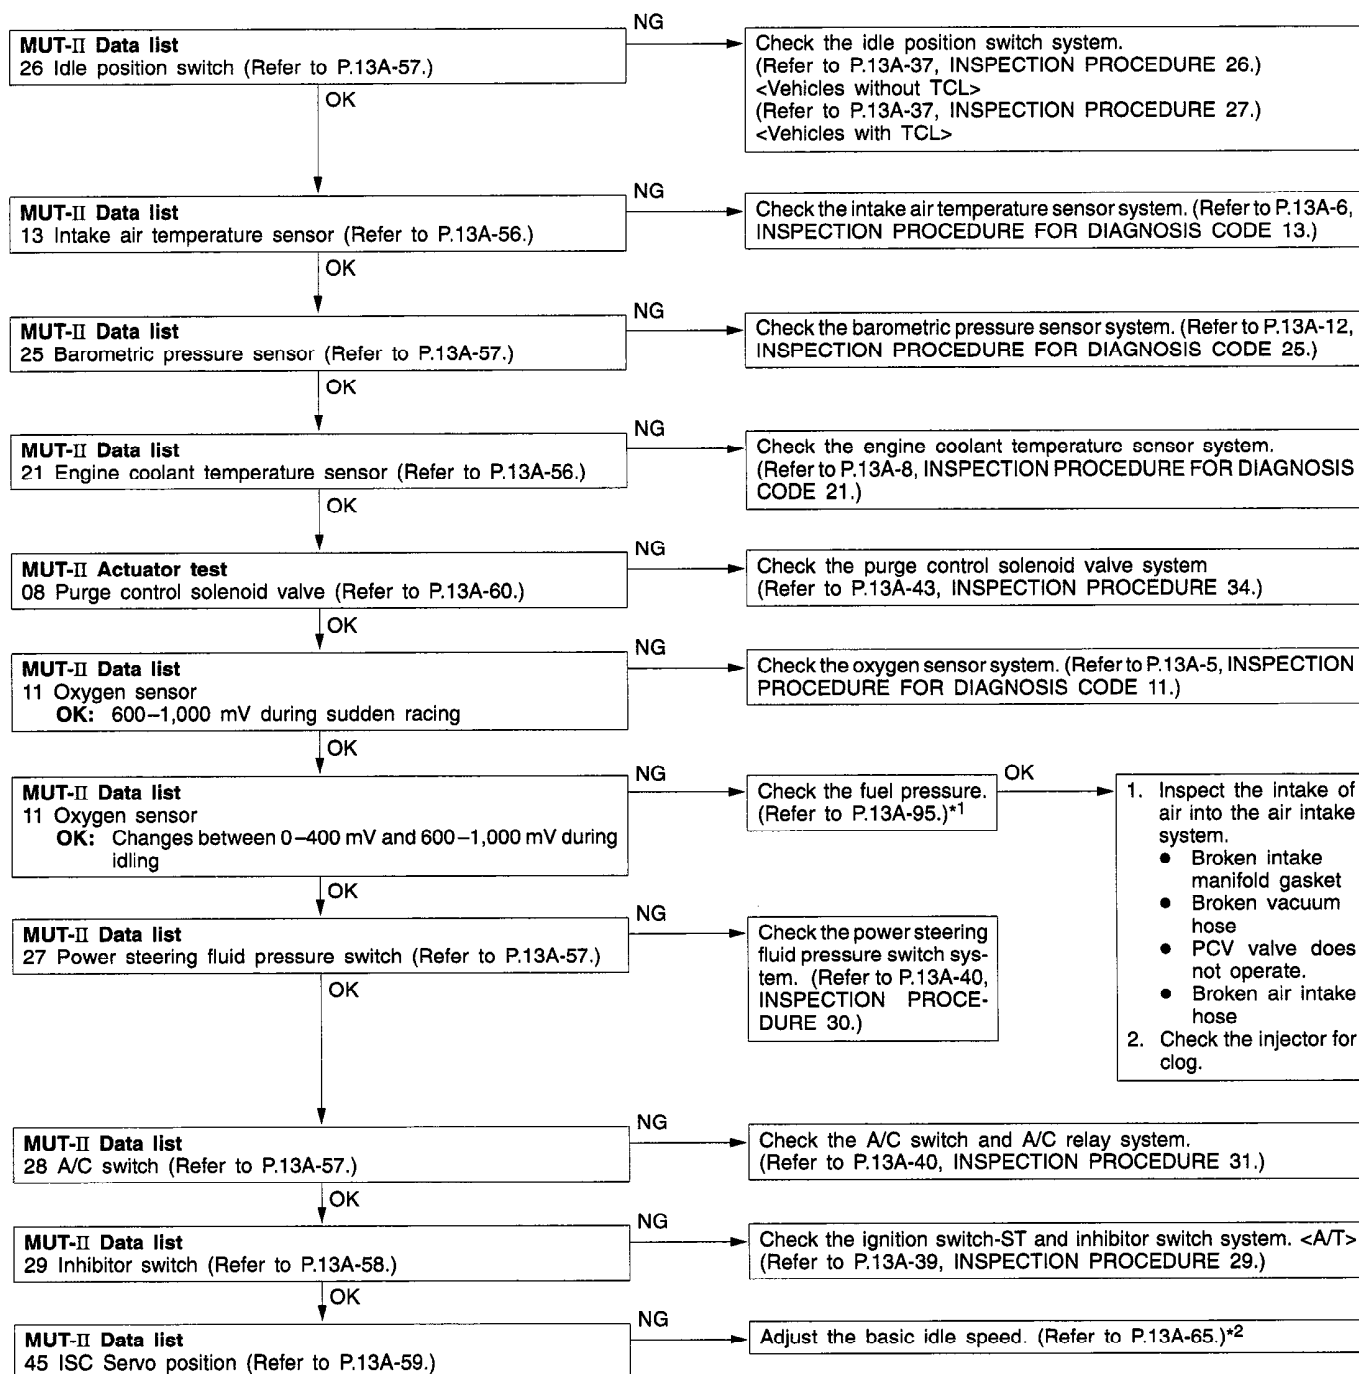 MUT-II Data list
26 Idle position switch (Refer to P.13A-57.)
NG
Check the idle position switch system.
(Refer to P.13A-37, INSPECTION PROCEDURE 26.)
<Vehicles without TCL>
(Refer to P.13A-37, INSPECTION PROCEDURE 27.)
<Vehicles with TCL>
OK
MUT-II Data list
13 Intake air temperature sensor (Refer to P.13A-56.)
NG
Check the intake air temperature sensor system. (Refer to P.13A-6,
INSPECTION PROCEDURE FOR DIAGNOSIS CODE 13.)
OK
MUT-II Data list
25 Barometric pressure sensor (Refer to P.13A-57.)
NG
Check the barometric pressure sensor system. (Refer to P.13A-12,
INSPECTION PROCEDURE FOR DIAGNOSIS CODE 25.)
OK
MUT-II Data list
21 Engine coolant temperature sensor (Refer to P.13A-56.)
NG
Check the engine coolant temperature sensor system.
(Refer to P.13A-8, INSPECTION PROCEDURE FOR DIAGNOSIS
CODE 21.)
OK
MUT-II Actuator test
08 Purge control solenoid valve (Refer to P.13A-60.)
NG
Check the purge control solenoid valve system
(Refer to P.13A-43, INSPECTION PROCEDURE 34.)
OK
MUT-II Data list
11 Oxygen sensor
OK: 600–1,000 mV during sudden racing
NG
Check the oxygen sensor system. (Refer to P.13A-5, INSPECTION
PROCEDURE FOR DIAGNOSIS CODE 11.)
OK
MUT-II Data list
11 Oxygen sensor
OK: Changes between 0–400 mV and 600–1,000 mV during
idling
NG
Check the fuel pressure.
(Refer to P.13A-95.)*1
OK
1. Inspect the intake of
air into the air intake
system.
● Broken intake
manifold gasket
● Broken vacuum
hose
● PCV valve does
not operate.
● Broken air intake
hose
2. Check the injector for
clog.
OK
MUT-II Data list
27 Power steering fluid pressure switch (Refer to P.13A-57.)
NG
Check the power steering
fluid pressure switch sys-
tem. (Refer to P.13A-40,
INSPECTION PROCE-
DURE 30.)
OK
MUT-II Data list
28 A/C switch (Refer to P.13A-57.)
NG
Check the A/C switch and A/C relay system.
(Refer to P.13A-40, INSPECTION PROCEDURE 31.)
OK
MUT-II Data list
29 Inhibitor switch (Refer to P.13A-58.)
NG
Check the ignition switch-ST and inhibitor switch system. <A/T>
(Refer to P.13A-39, INSPECTION PROCEDURE 29.)
OK
MUT-II Data list
45 ISC Servo position (Refer to P.13A-59.)
NG
Adjust the basic idle speed. (Refer to P.13A-65.)*2